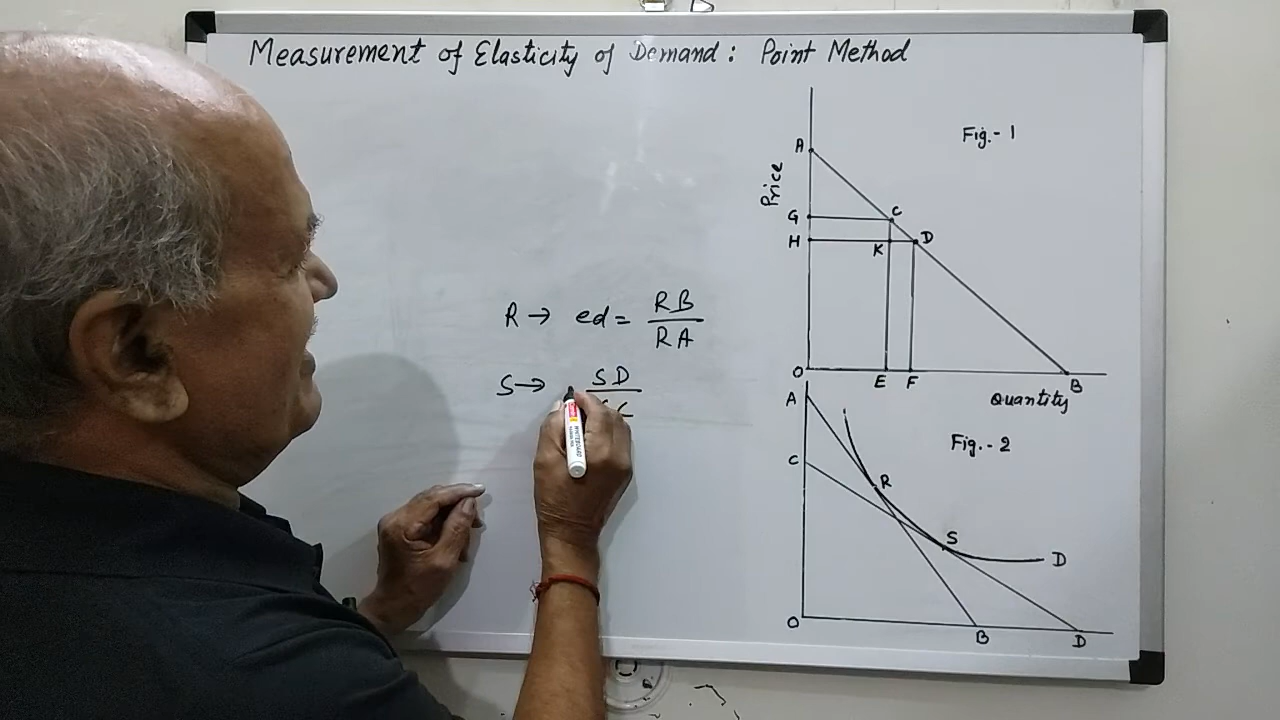 Measurement of Elasticity of Demand : Point Method
Fig.- 1
A
Price
G
C
H
K
D
R → ed = RB
RA
O
E
F
B
Quantity
S → SD
A
Fig. - 2
C
R
S
D
O
B
D